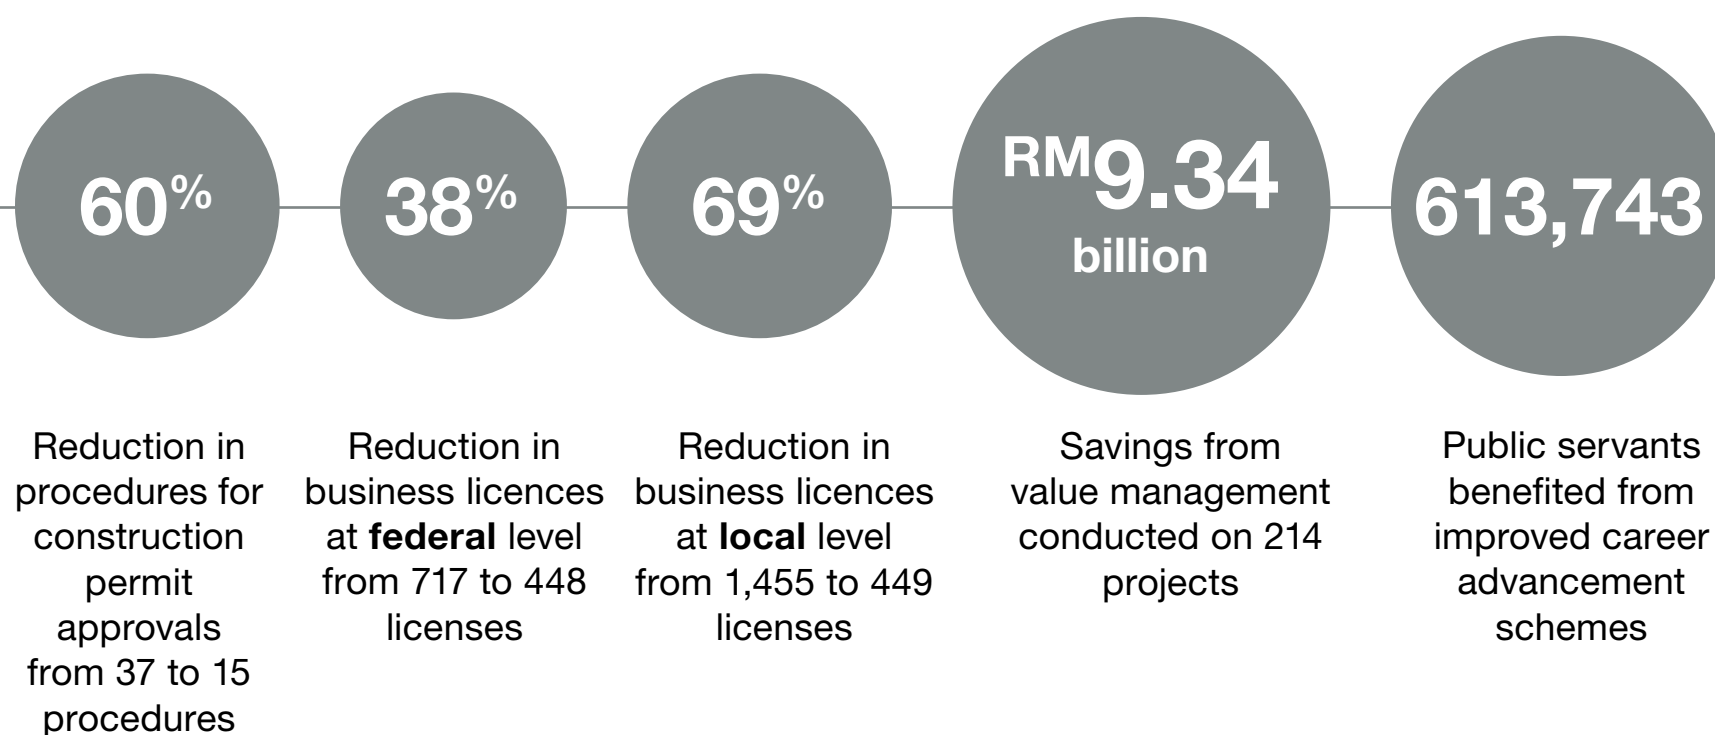 60%
Reduction in
procedures for
construction
permit
approvals
from 37 to 15
procedures
38%
Reduction in
business licences
at federal level
from 717 to 448
licenses
69%
Reduction in
business licences
at local level
from 1,455 to 449
licenses
RM9.34
billion
Savings from
value management
conducted on 214
projects
613,743
Public servants
benefited from
improved career
advancement
schemes